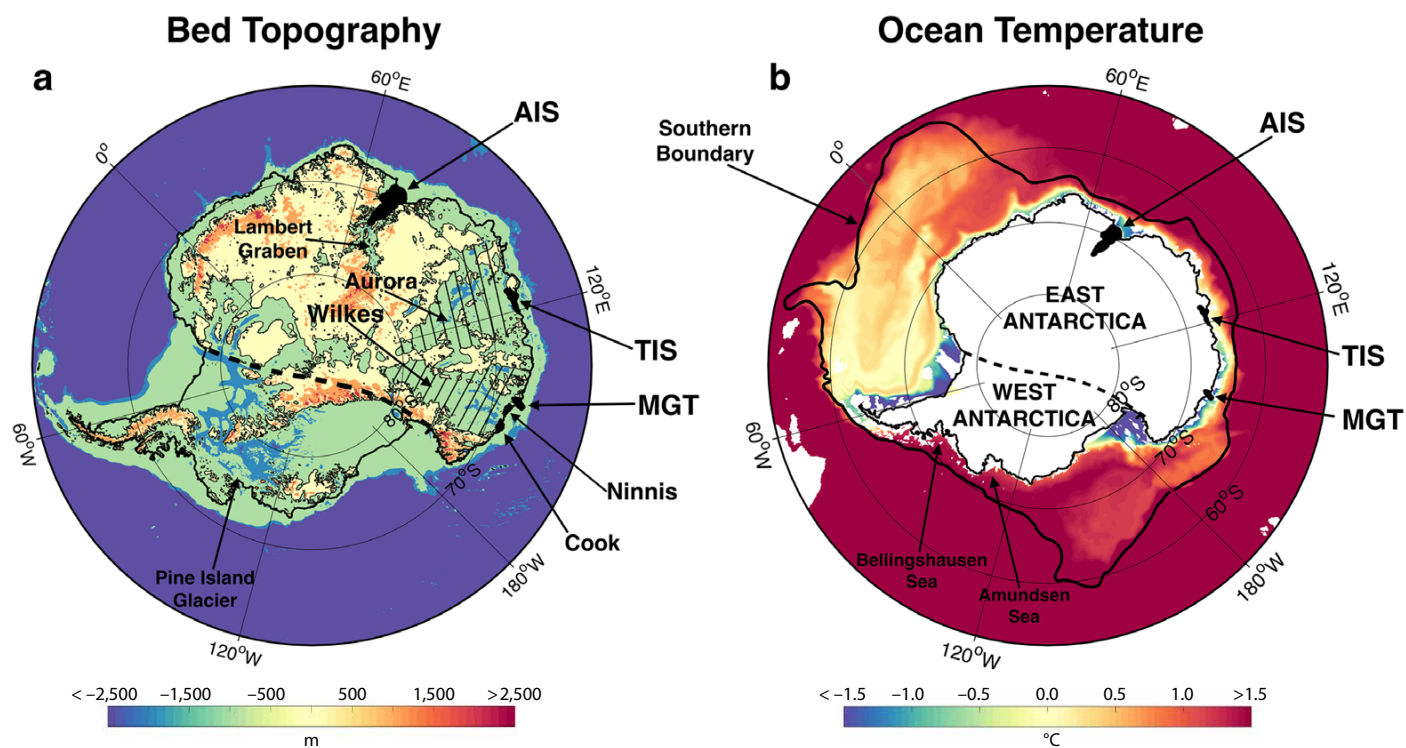 Bed Topography
Ocean Temperature
a
60°E
AIS
0°
Lambert
Graben
Aurora
Wilkes
120°E
TIS
MGT
80°S
70°S
60°W
Ninnis
Cook
180°W
Pine Island
Glacier
120°W
< −2,500 −1,500 −500 500 1,500 >2,500
m
b
60°E
AIS
Southern
Boundary
0°
120°E
EAST
ANTARCTICA
TIS
WEST
ANTARCTICA
80°S
MGT
70°S
60°W
60°S
Bellingshausen
Sea
Amundsen
Sea
180°W
120°W
< −1.5 −1.0 −0.5 0.0 0.5 1.0 >1.5
°C